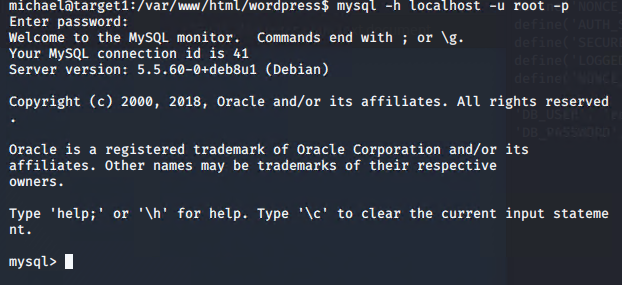 michael@target1:/var/www/html/wordpress$ mysql -h localhost -u root -p
Enter password:
Welcome to the MySQL monitor.  Commands end with ; or \g.
Your MySQL connection id is 41
Server version: 5.5.60-0+deb8u1 (Debian)

Copyright (c) 2000, 2018, Oracle and/or its affiliates. All rights reserved
.

Oracle is a registered trademark of Oracle Corporation and/or its
affiliates. Other names may be trademarks of their respective
owners.

Type 'help;' or '\h' for help. Type '\c' to clear the current input stateme
nt.

mysql>